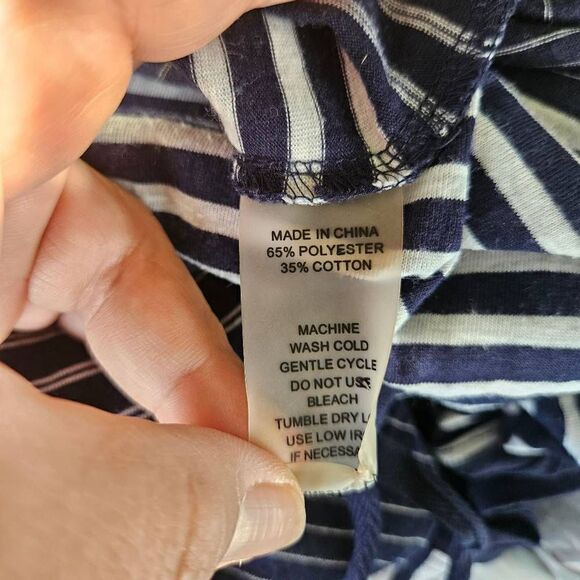 MADE IN CHINA
65% POLYESTER
35% COTTON
MACHINE
WASH COLD
GENTLE CYCLE
DO NOT USE
BLEACH
TUMBLE DRY
USE LOW
IF